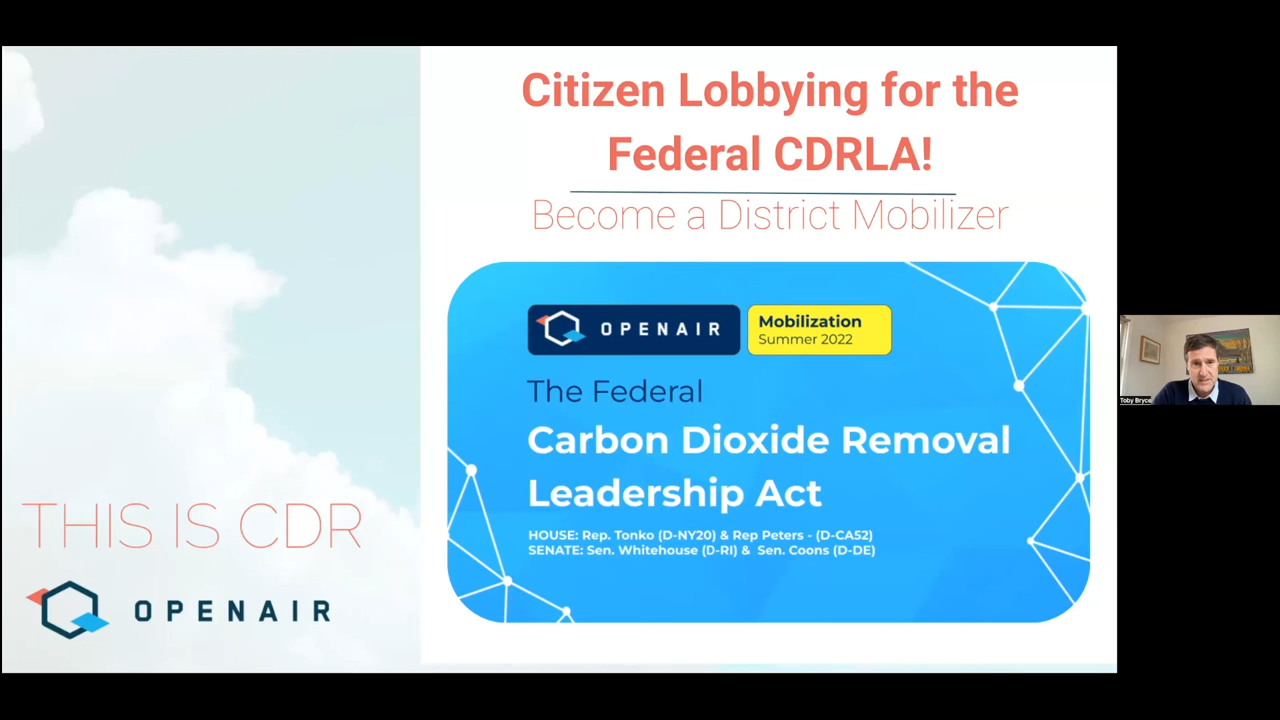 Citizen Lobbying for the
Federal CDRLA!
Become a District Mobilizer
OPENAIR
Mobilization
Summer 2022
The Federal
Carbon Dioxide Removal
Leadership Act
HOUSE: Rep. Tonko (D-NY20) & Rep Peters - (D-CA52)
SENATE: Sen. Whitehouse (D-RI) & Sen. Coons (D-DE)
THIS IS CDR
OPENAIR
Toby Bryce